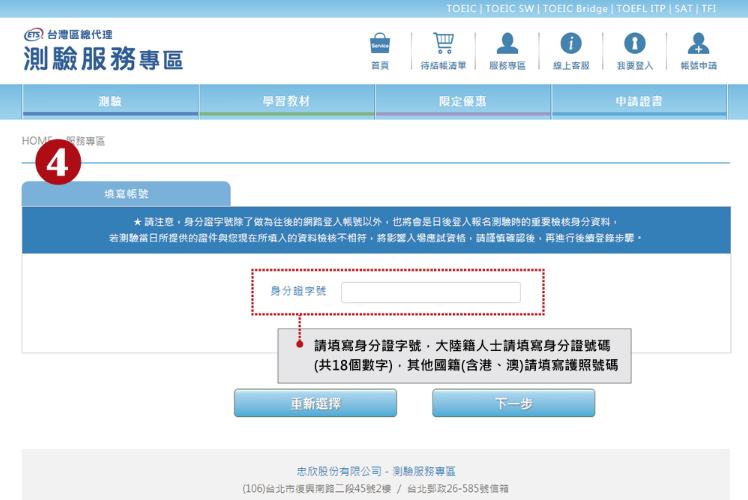 TOEIC | TOEIC SW | TOEIC Bridge | TOEFL ITP | SAT | TFI
ETS 台灣區總代理
測驗服務專區
Service
首頁
待結帳清單
服務專區
線上客服
我要登入
帳號申請
測驗
學習教材
限定優惠
申請證書
HOME 服務專區
4
填寫帳號
★ 請注意，身分證字號除了做為往後的網路登入帳號以外，也將會是日後登入報名測驗時的重要檢核身分資料，
若測驗當日所提供的證件與您現在所填入的資料檢核不相符，將影響入場應試資格，請謹慎確認後，再進行後續登錄步驟。
身分證字號
請填寫身分證字號，大陸籍人士請填寫身分證號碼
(共18個數字)，其他國籍(含港、澳)請填寫護照號碼
重新選擇
下一步
忠欣股份有限公司 - 測驗服務專區
(106)台北市復興南路二段45號2樓 / 台北郵政26-585號信箱